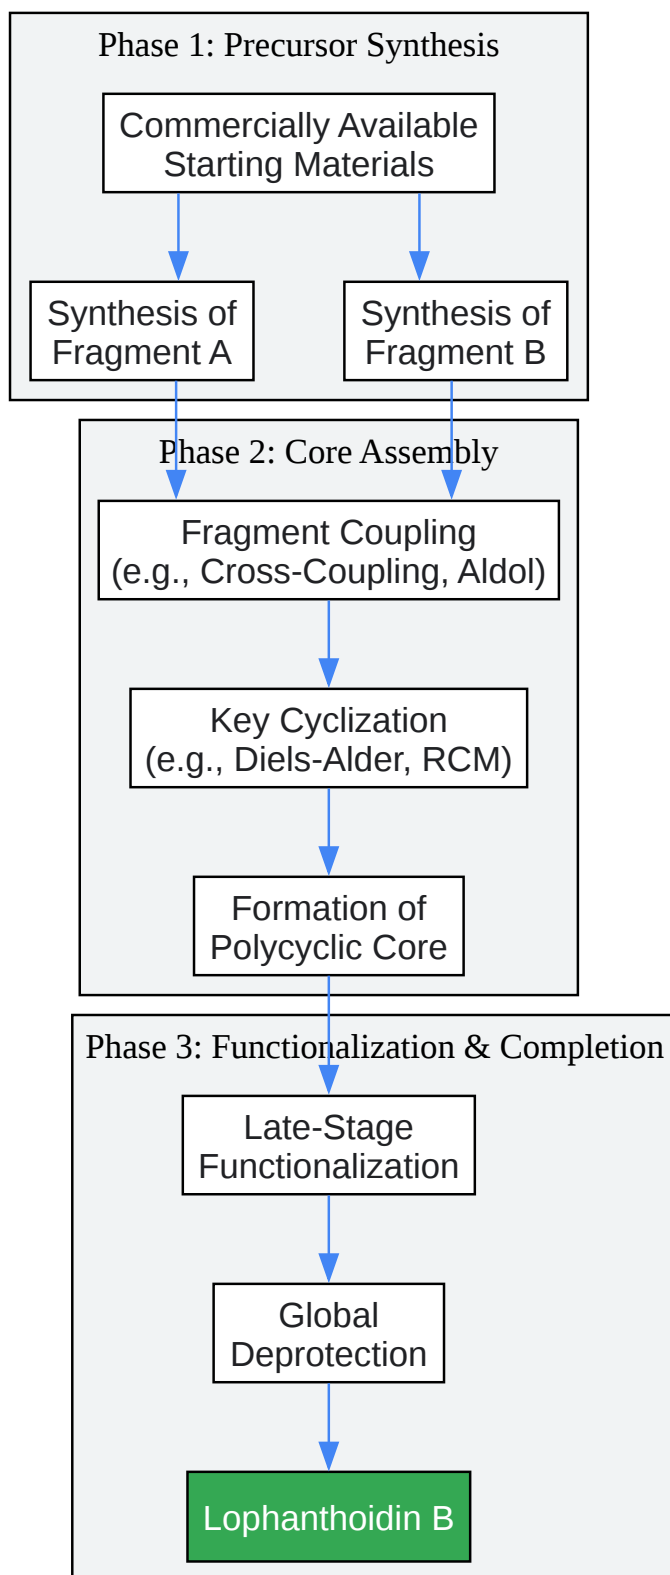 Phase 1: Precursor Synthesis
Commercially Available
Starting Materials
Synthesis of
Fragment A
Synthesis of
Fragment B
Phase 2: Core Assembly
Fragment Coupling
(e.g., Cross-Coupling, Aldol)
Key Cyclization
(e.g., Diels-Alder, RCM)
Formation of
Polycyclic Core
Phase 3: Functionalization & Completion
Late-Stage
Functionalization
Global
Deprotection
Lophanthoidin B